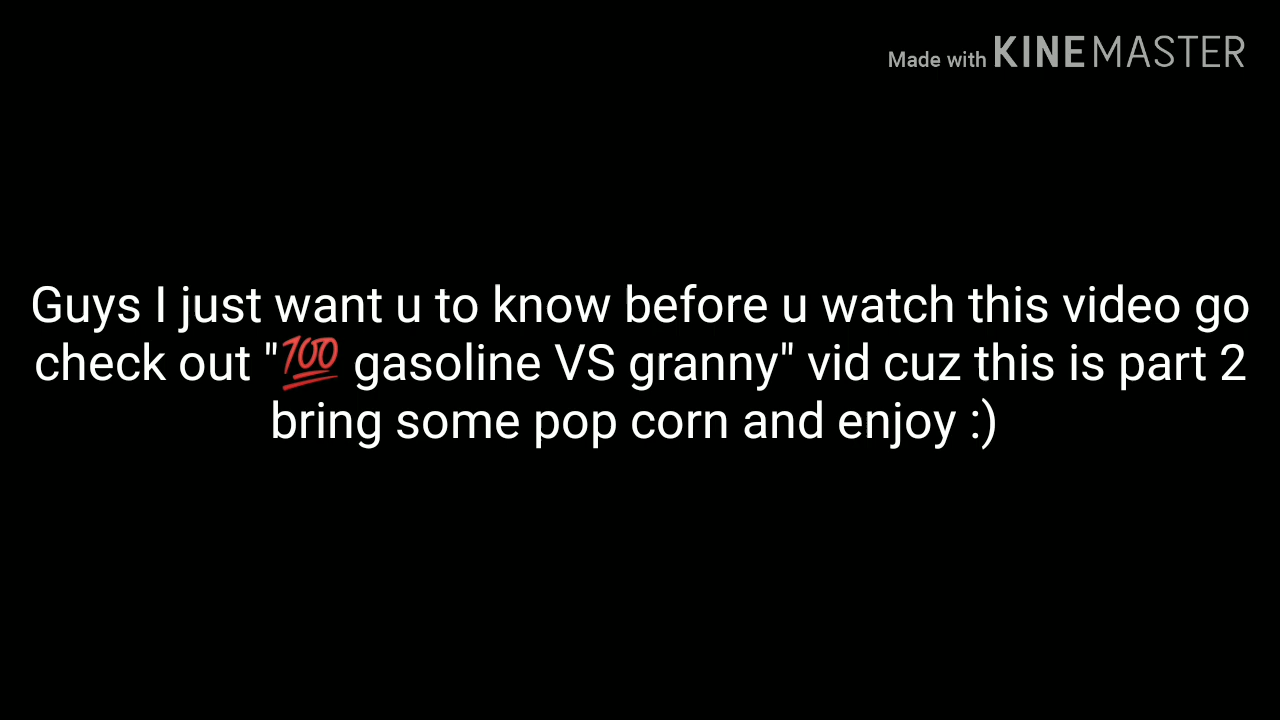 Made with KINEMASTER
Guys I just want u to know before u watch this video go
check out "💯 gasoline VS granny" vid cuz this is part 2
bring some pop corn and enjoy :)